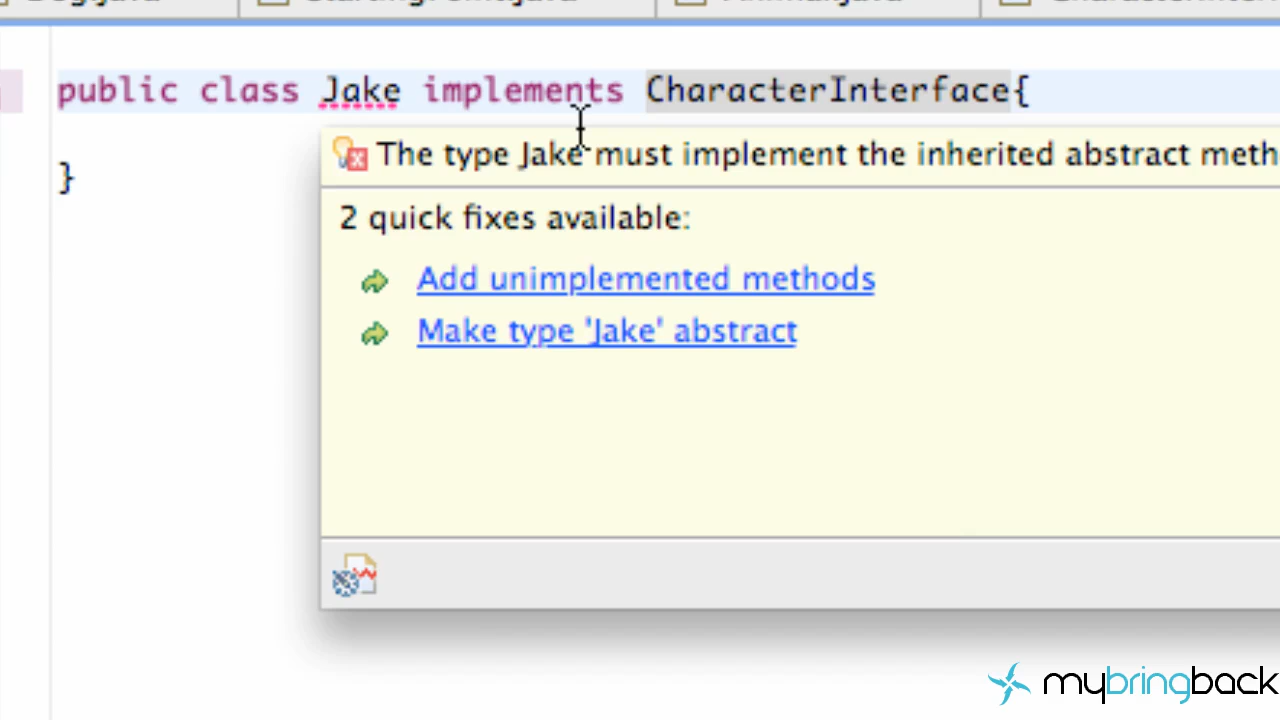 public class Jake implements CharacterInterface{
The type Jake must implement the inherited abstract meth
}
2 quick fixes available:
Add unimplemented methods
Make type 'Jake' abstract
mybringback